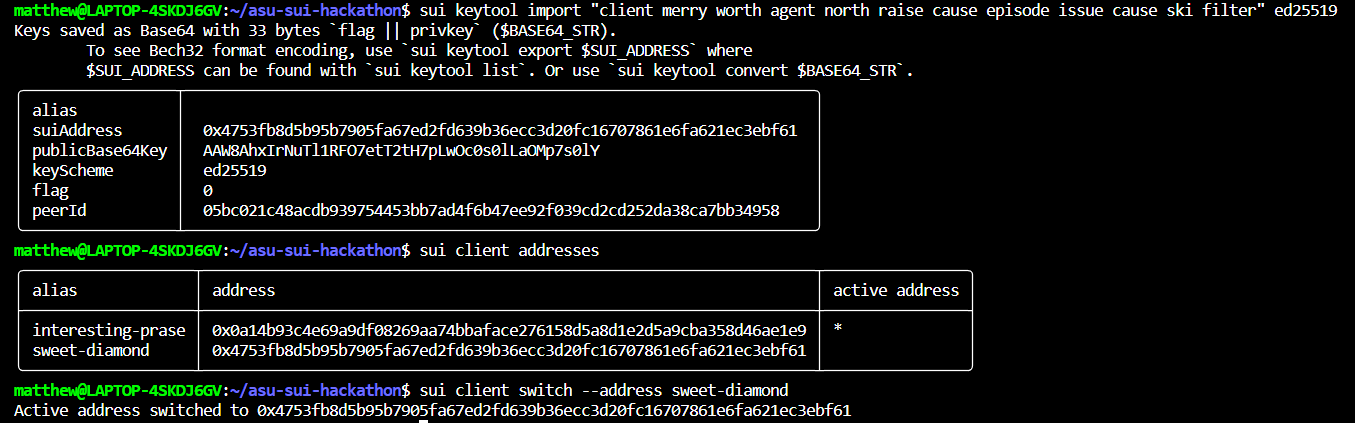 matthew@LAPTOP-4SKDJ6GV:~/asu-sui-hackathon$ sui keytool import "client merry worth agent north raise cause episode issue cause ski filter" ed25519
Keys saved as Base64 with 33 bytes `flag || privkey` ($BASE64_STR).
        To see Bech32 format encoding, use `sui keytool export $SUI_ADDRESS` where
        $SUI_ADDRESS can be found with `sui keytool list`. Or use `sui keytool convert $BASE64_STR`.
alias
suiAddress 0x4753fb8d5b95b7905fa67ed2fd639b36ecc3d20fc16707861e6fa621ec3ebf61
publicBase64Key AAW8AhxIrNuTl1RFO7etT2tH7pLwOc0s0lLaOMp7s0lY
keyScheme ed25519
flag 0
peerId 05bc021c48acdb939754453bb7ad4f6b47ee92f039cd2cd252da38ca7bb34958
matthew@LAPTOP-4SKDJ6GV:~/asu-sui-hackathon$ sui client addresses
alias address active address
interesting-prase 0x0a14b93c4e69a9df08269aa74bbaface276158d5a8d1e2d5a9cba358d46ae1e9 *
sweet-diamond 0x4753fb8d5b95b7905fa67ed2fd639b36ecc3d20fc16707861e6fa621ec3ebf61
matthew@LAPTOP-4SKDJ6GV:~/asu-sui-hackathon$ sui client switch --address sweet-diamond
Active address switched to 0x4753fb8d5b95b7905fa67ed2fd639b36ecc3d20fc16707861e6fa621ec3ebf61